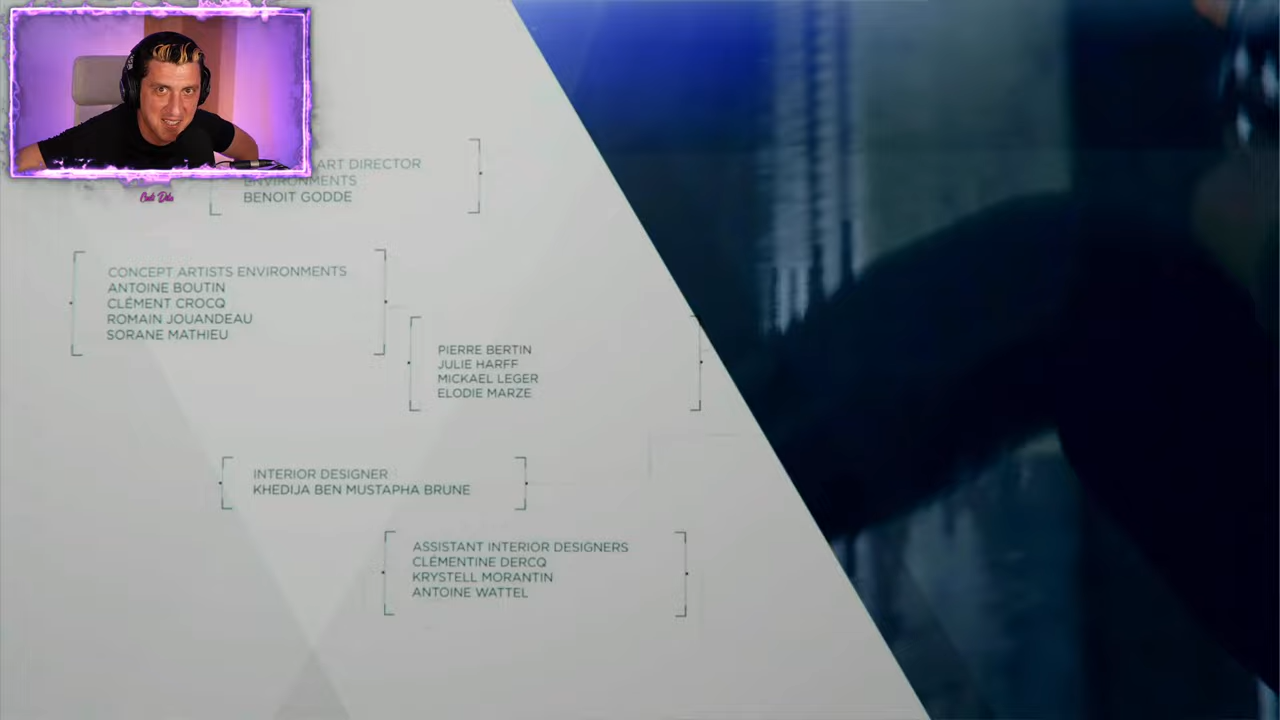 ART DIRECTOR
ENVIRONMENTS
BENOIT GODDE
CONCEPT ARTISTS ENVIRONMENTS
ANTOINE BOUTIN
CLÉMENT CROCQ
ROMAIN JOUANDEAU
SORANE MATHIEU
PIERRE BERTIN
JULIE HARFF
MICKAEL LEGER
ELODIE MARZE
INTERIOR DESIGNER
KHEDIJA BEN MUSTAPHA BRUNE
ASSISTANT INTERIOR DESIGNERS
CLÉMENTINE DERCQ
KRYSTELL MORANTIN
ANTOINE WATTEL